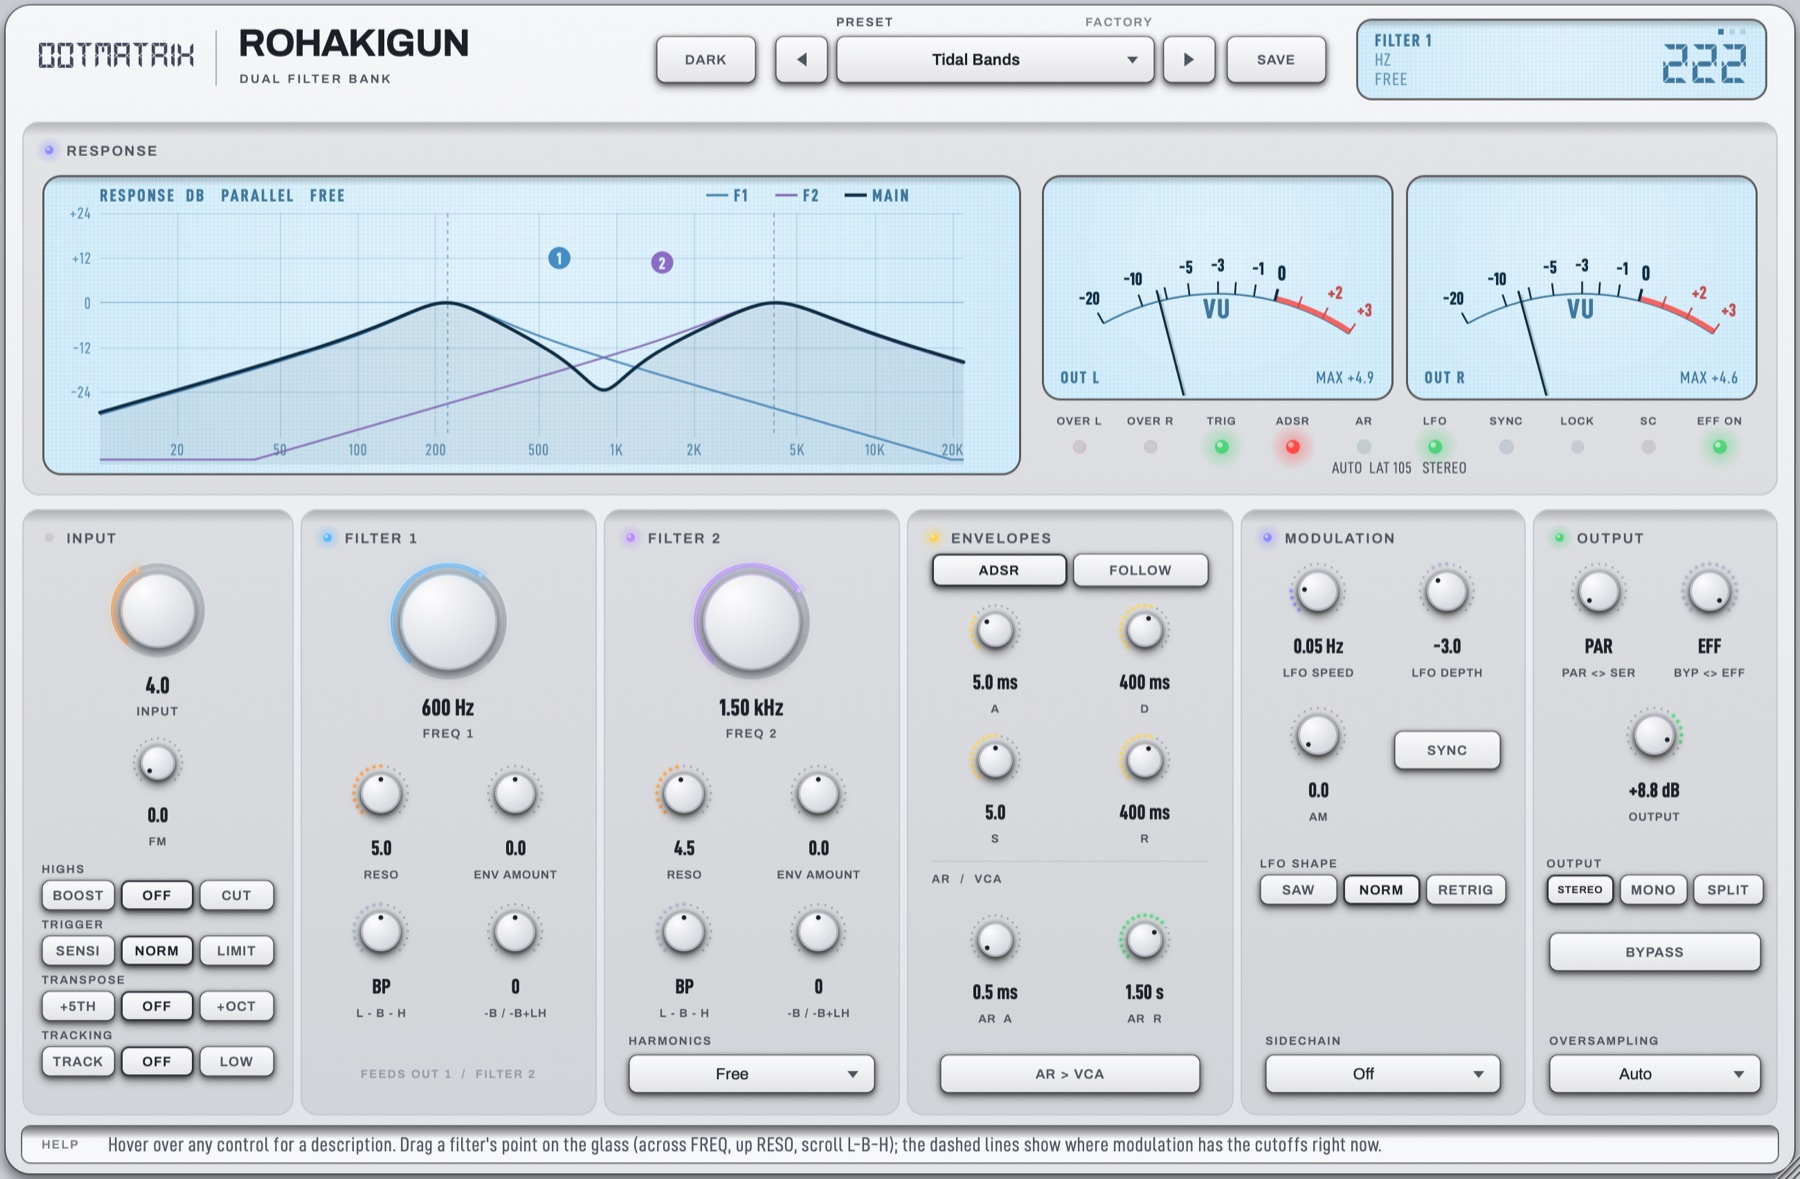 DOTMATRIX
ROHAKIGUN
DUAL FILTER BANK
PRESET FACTORY
DARK Tidal Bands SAVE
FILTER 1
HZ
FREE
222
RESPONSE
RESPONSE DB PARALLEL FREE F1 F2 MAIN
+24
+12
0
-12
-24
1 2
20 50 100 200 500 1K 2K 5K 10K 20K
-20 -10 -5 -3 -1 0 +2 +3
VU
OUT L MAX +4.9
-20 -10 -5 -3 -1 0 +2 +3
VU
OUT R MAX +4.6
OVER L OVER R TRIG ADSR AR LFO SYNC LOCK SC EFF ON
AUTO LAT 105 STEREO
INPUT
4.0
INPUT
0.0
FM
HIGHS
BOOST OFF CUT
TRIGGER
SENSI NORM LIMIT
TRANSPOSE
+5TH OFF +OCT
TRACKING
TRACK OFF LOW
FILTER 1
600 Hz
FREQ 1
5.0 0.0
RESO ENV AMOUNT
BP 0
L - B - H -B / -B+LH
FEEDS OUT 1 / FILTER 2
FILTER 2
1.50 kHz
FREQ 2
4.5 0.0
RESO ENV AMOUNT
BP 0
L - B - H -B / -B+LH
HARMONICS
Free
ENVELOPES
ADSR FOLLOW
5.0 ms 400 ms
A D
5.0 400 ms
S R
AR / VCA
0.5 ms 1.50 s
AR A AR R
AR > VCA
MODULATION
0.05 Hz -3.0
LFO SPEED LFO DEPTH
0.0 SYNC
AM
LFO SHAPE
SAW NORM RETRIG
SIDECHAIN
Off
OUTPUT
PAR EFF
PAR <> SER BYP <> EFF
+8.8 dB
OUTPUT
OUTPUT
STEREO MONO SPLIT
BYPASS
OVERSAMPLING
Auto
HELP Hover over any control for a description. Drag a filter's point on the glass (across FREQ, up RESO, scroll L-B-H); the dashed lines show where modulation has the cutoffs right now.